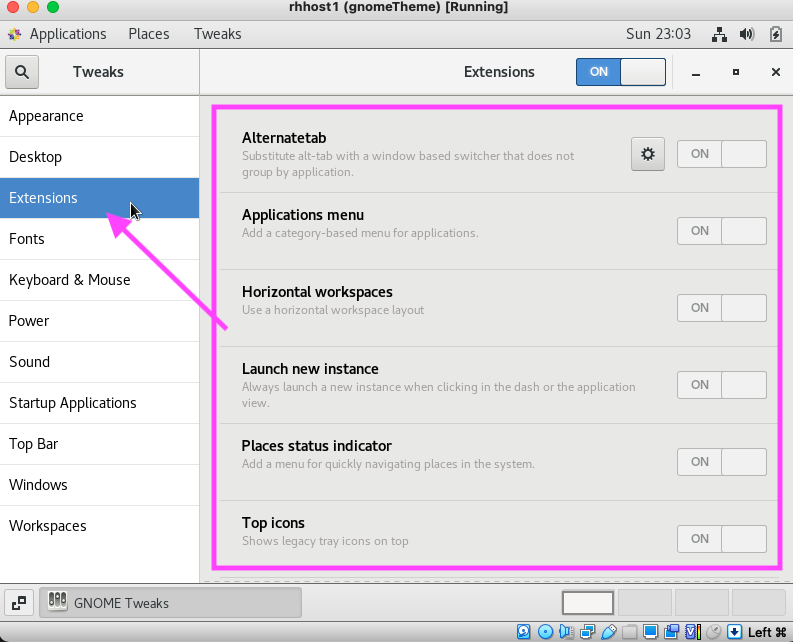 rhhost1 (gnomeTheme) [Running]
Applications Places Tweaks Sun 23:03
Tweaks
Extensions ON
Appearance
Desktop
Extensions
Fonts
Keyboard & Mouse
Power
Sound
Startup Applications
Top Bar
Windows
Workspaces
Alternatetab
Substitute alt-tab with a window based switcher that does not
group by application.
ON
Applications menu
Add a category-based menu for applications.
ON
Horizontal workspaces
Use a horizontal workspace layout
ON
Launch new instance
Always launch a new instance when clicking in the dash or the application
view.
ON
Places status indicator
Add a menu for quickly navigating places in the system.
ON
Top icons
Shows legacy tray icons on top
ON
GNOME Tweaks
Left ⌘